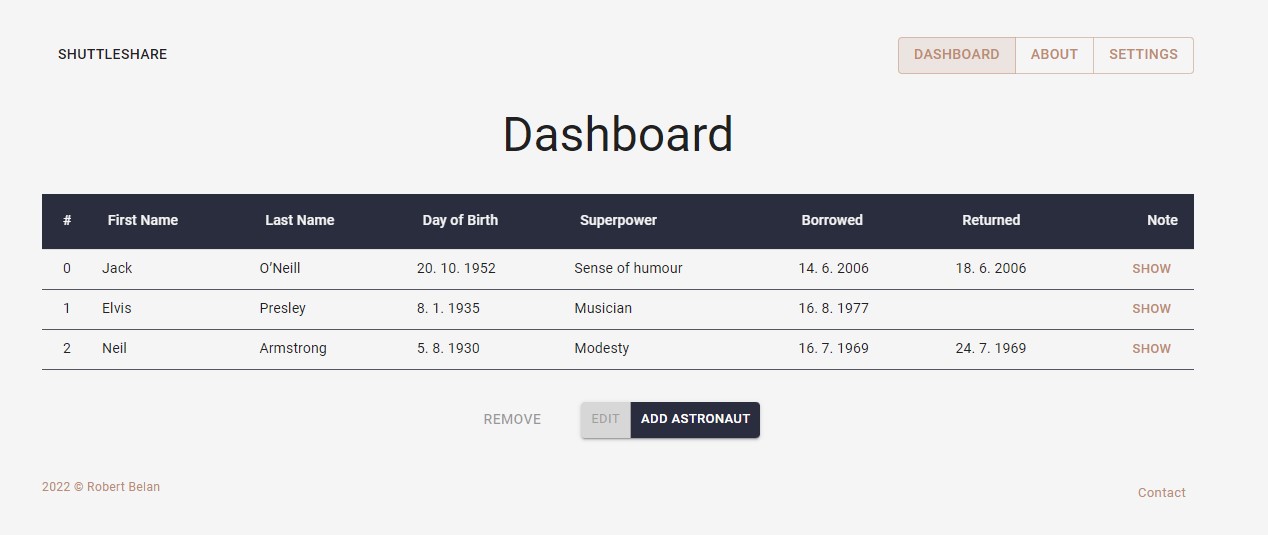 SHUTTLESHARE DASHBOARD ABOUT SETTINGS
Dashboard
# First Name Last Name Day of Birth Superpower Borrowed Returned Note
0 Jack O’Neill 20. 10. 1952 Sense of humour 14. 6. 2006 18. 6. 2006 SHOW
1 Elvis Presley 8. 1. 1935 Musician 16. 8. 1977 SHOW
2 Neil Armstrong 5. 8. 1930 Modesty 16. 7. 1969 24. 7. 1969 SHOW
REMOVE EDIT ADD ASTRONAUT
2022 © Robert Belan
Contact